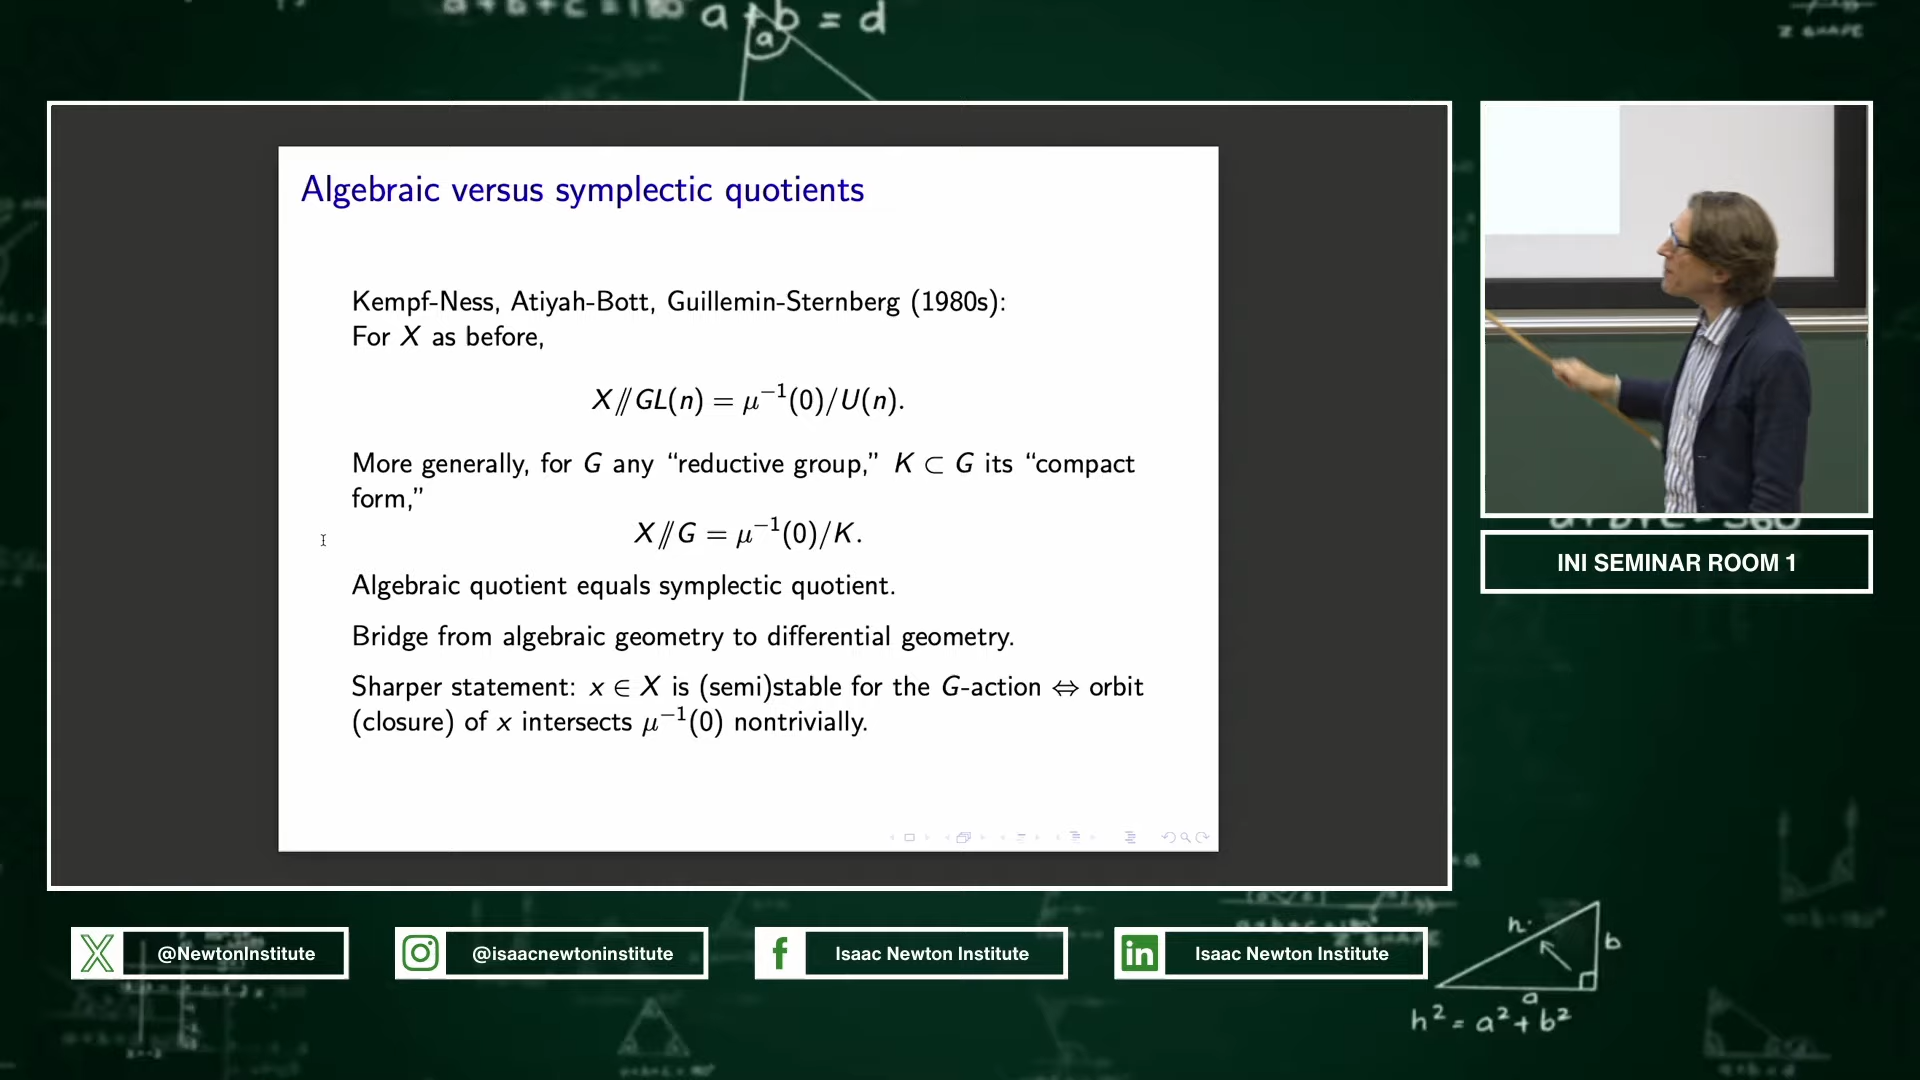 a + b + c = 180°
a + b = d
a
Z SHAPE
Algebraic versus symplectic quotients
Kempf-Ness, Atiyah-Bott, Guillemin-Sternberg (1980s):
For X as before,
X//GL(n) = μ⁻¹(0)/U(n).
More generally, for G any “reductive group,” K ⊂ G its “compact
form,”
X//G = μ⁻¹(0)/K.
Algebraic quotient equals symplectic quotient.
Bridge from algebraic geometry to differential geometry.
Sharper statement: x ∈ X is (semi)stable for the G-action ⇔ orbit
(closure) of x intersects μ⁻¹(0) nontrivially.
INI SEMINAR ROOM 1
@NewtonInstitute
@isaacnewtoninstitute
f
Isaac Newton Institute
in
Isaac Newton Institute
h
b
a
h² = a² + b²